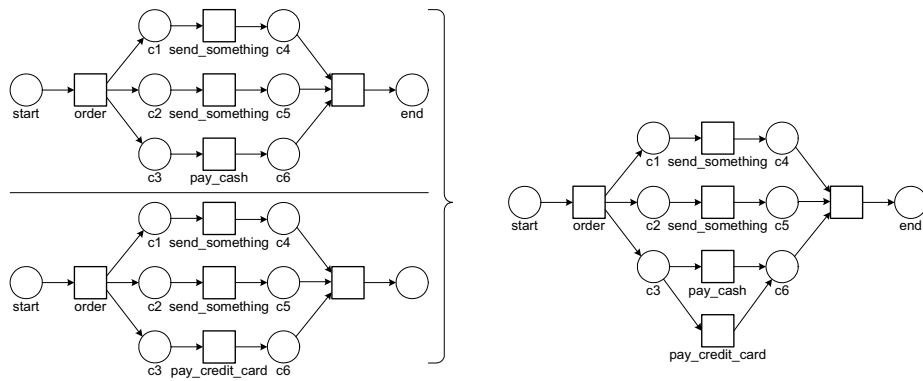 c1 send_something c4
start order c2 send_something c5 end
c3 pay_cash c6
c1 send_something c4
start order c2 send_something c5
c3 pay_credit_card c6
c1 send_something c4
start order c2 send_something c5 end
c3 pay_cash c6
pay_credit_card